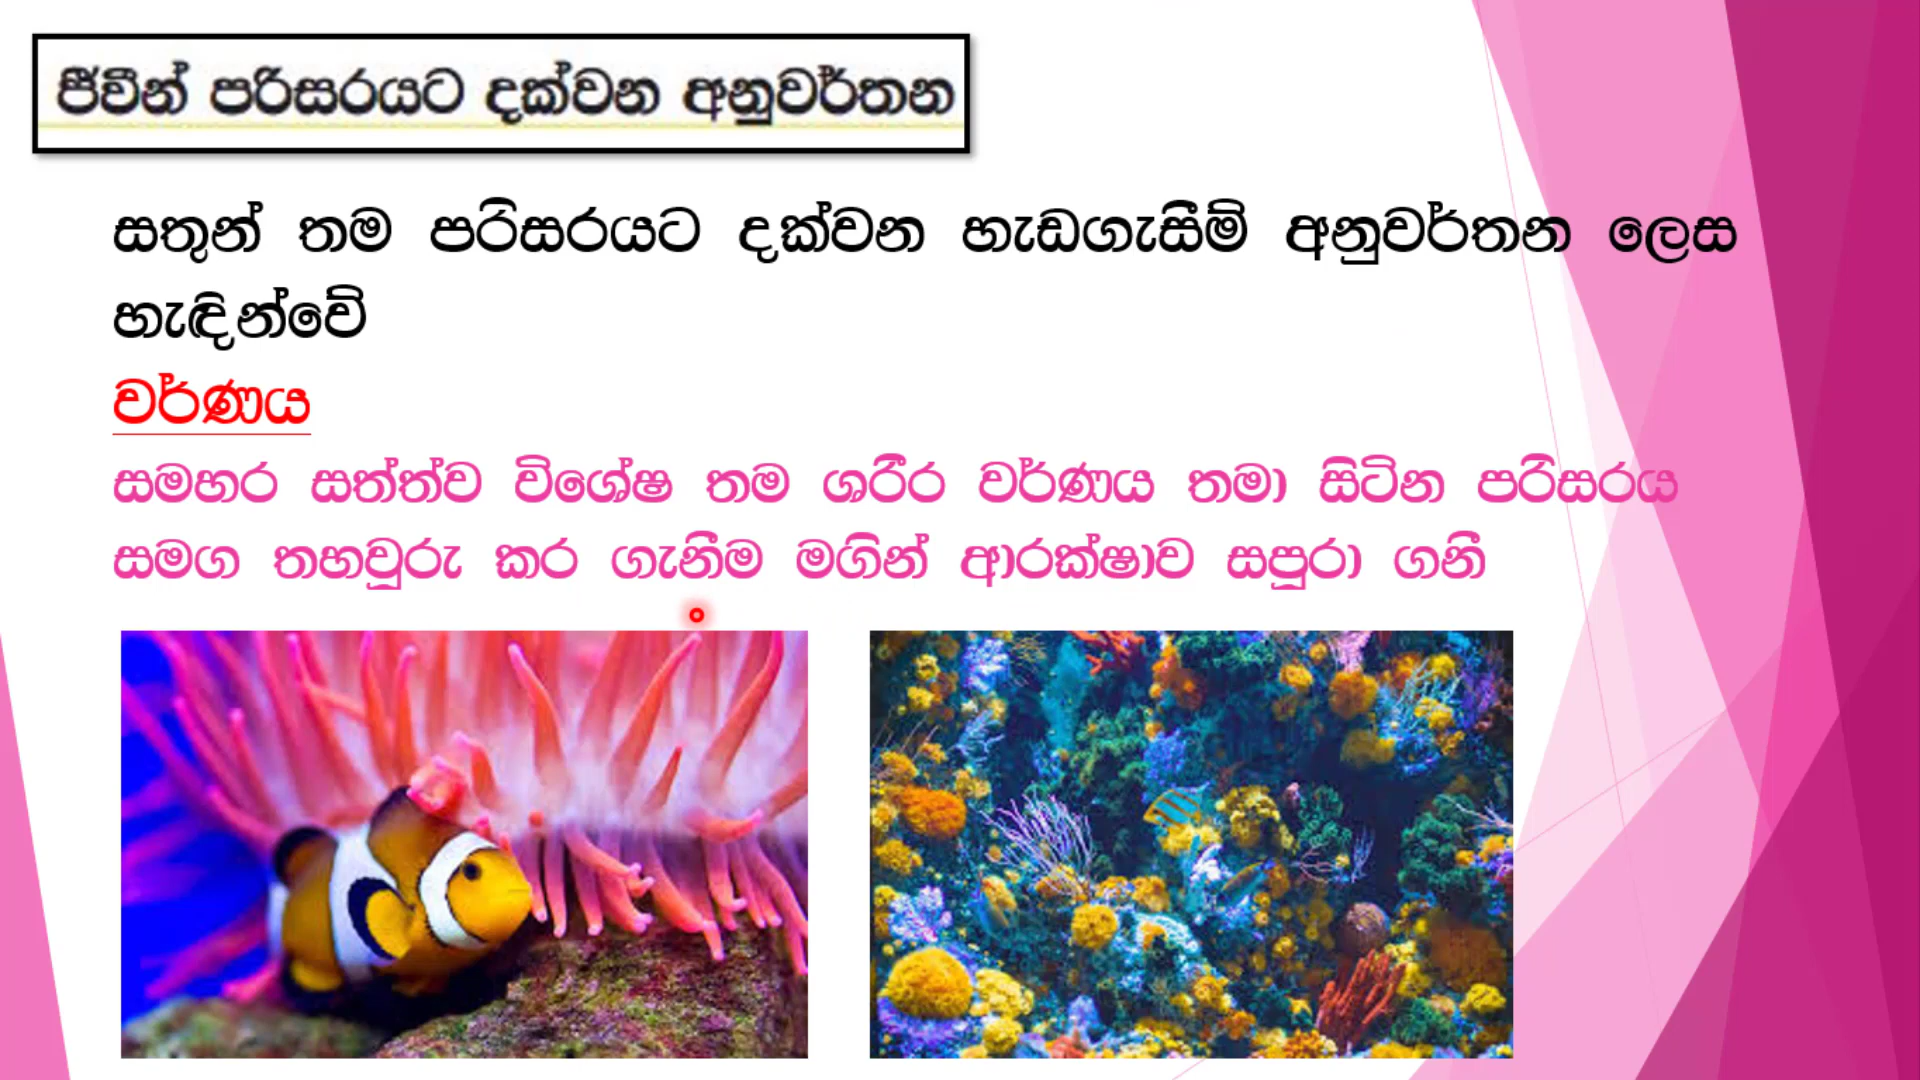 ජීවීන් පරිසරයට දක්වන අනුවර්තන
සතුන් තම පරිසරයට දක්වන හැඩගැසීම් අනුවර්තන ලෙස
හැඳින්වේ
වර්ණය
සමහර සත්ත්ව විශේෂ තම ශරීර වර්ණය තමා සිටින පරිසරය
සමග තහවුරු කර ගැනීම මගින් ආරක්ෂාව සපුරා ගනී